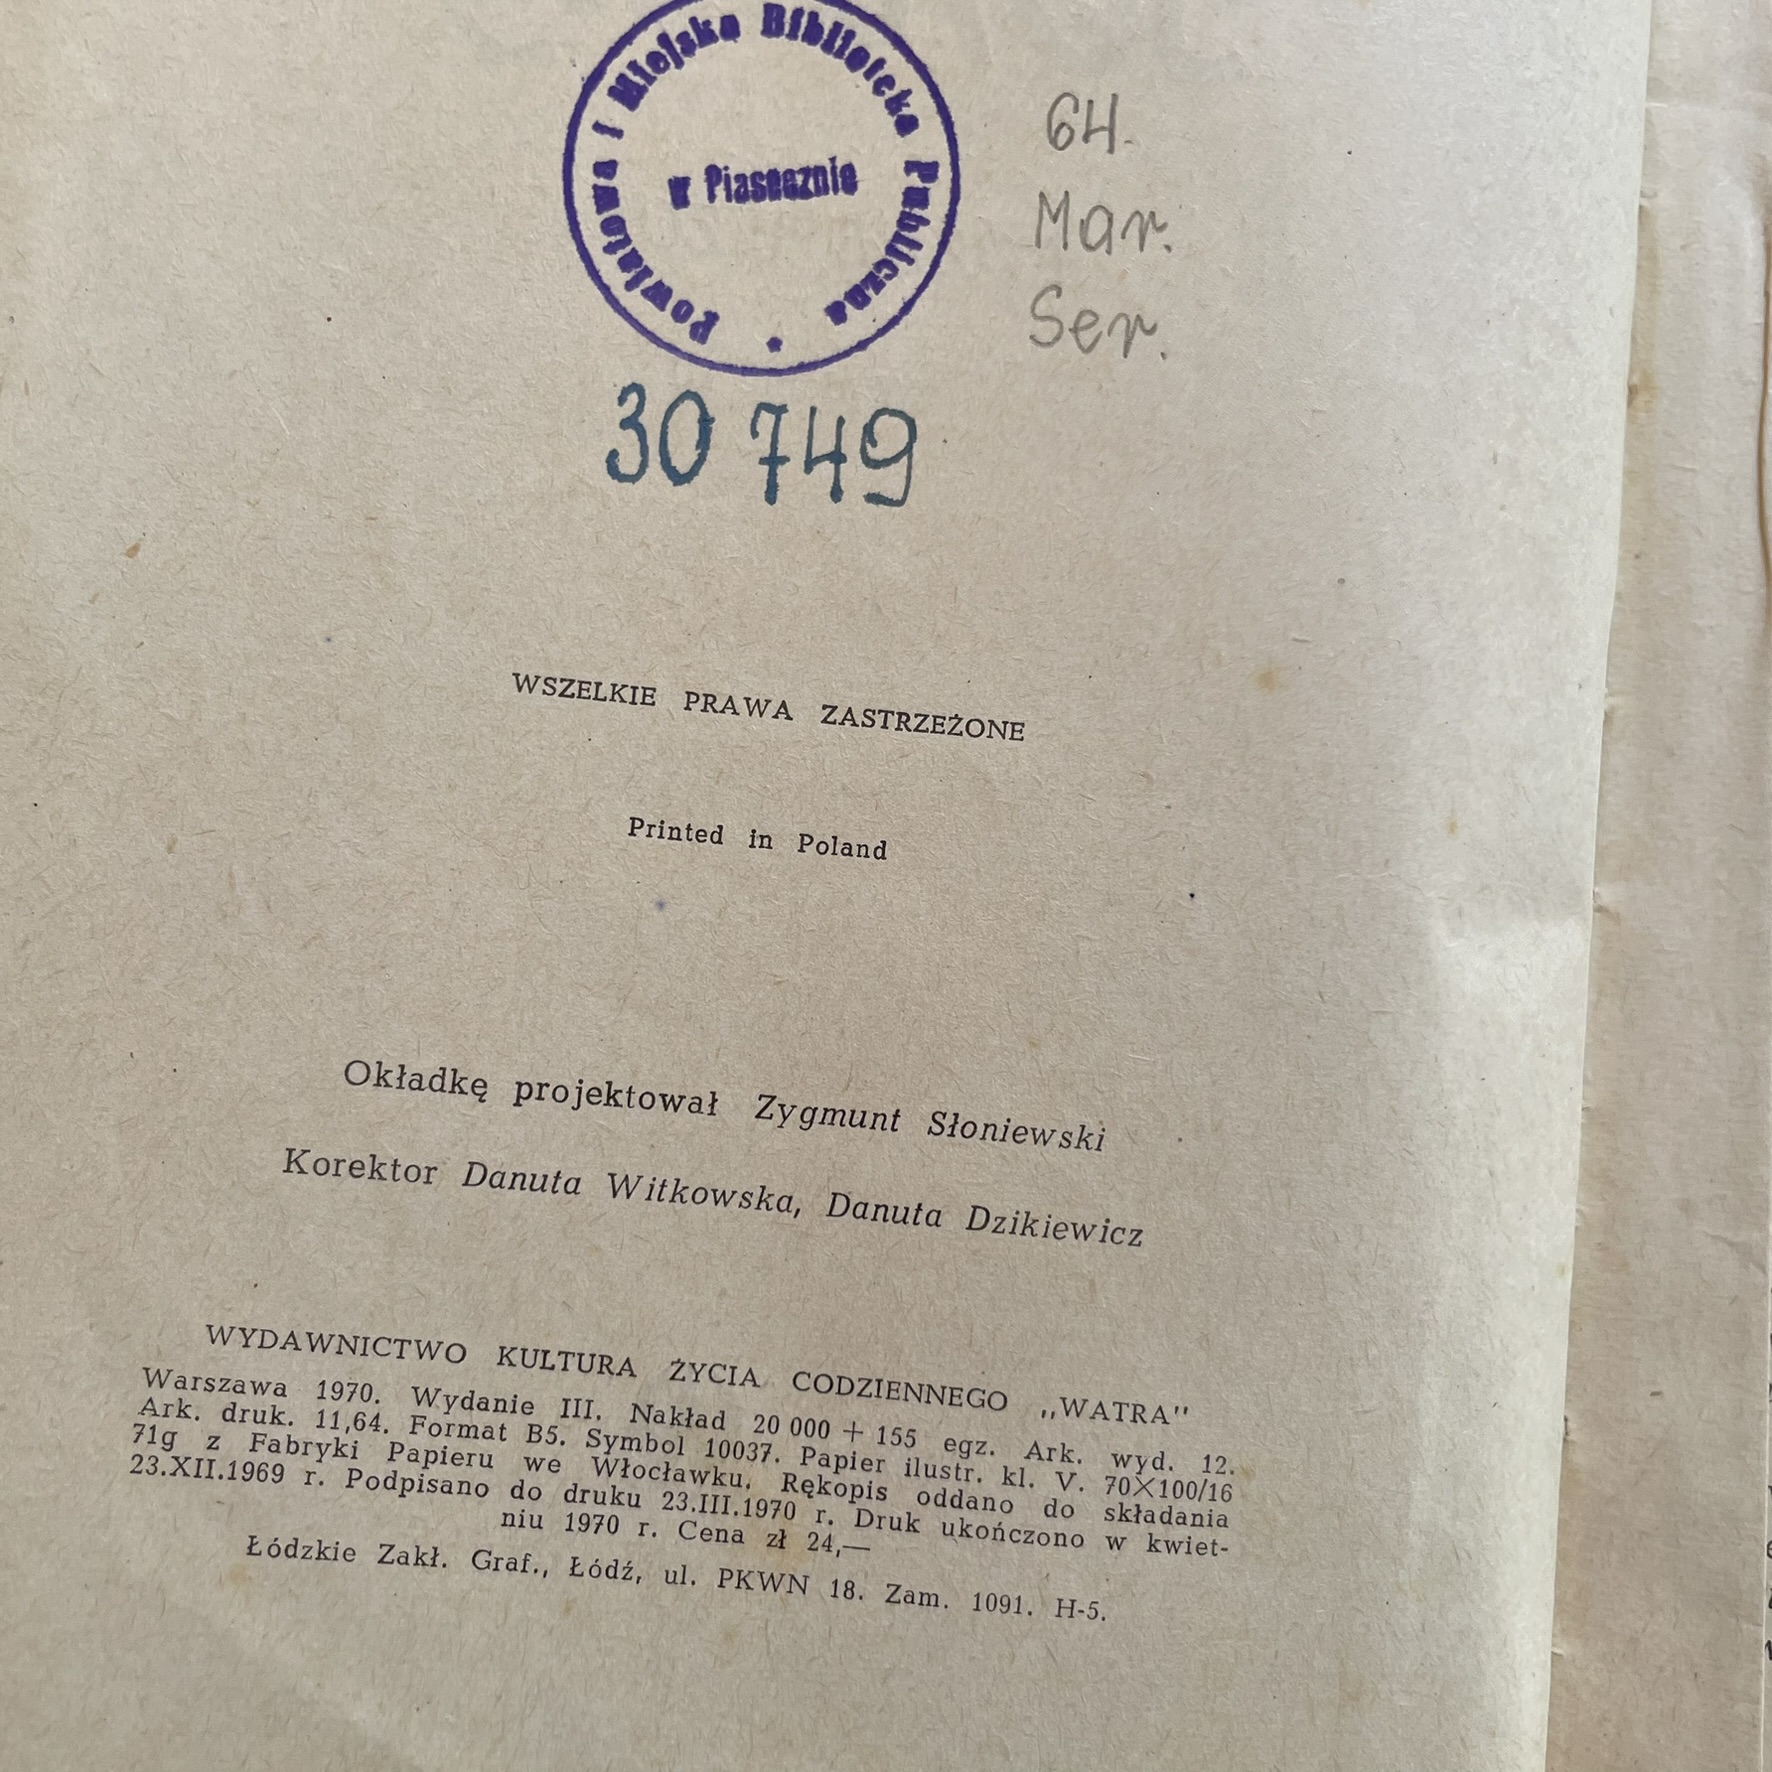 Powiatowa i Miejska Biblioteka Publiczna *
w Piasecznie
64.
Mar.
Ser.
30 749
WSZELKIE PRAWA ZASTRZEŻONE
Printed in Poland
Okładkę projektował Zygmunt Słoniewski
Korektor Danuta Witkowska, Danuta Dzikiewicz
WYDAWNICTWO KULTURA ŻYCIA CODZIENNEGO „WATRA"
Warszawa 1970. Wydanie III. Nakład 20 000 + 155 egz. Ark. wyd. 12.
Ark. druk. 11,64. Format B5. Symbol 10037. Papier ilustr. kl. V. 70×100/16
71g z Fabryki Papieru we Włocławku. Rękopis oddano do składania
23.XII.1969 r. Podpisano do druku 23.III.1970 r. Druk ukończono w kwiet-
niu 1970 r. Cena zł 24,—
Łódzkie Zakł. Graf., Łódź, ul. PKWN 18. Zam. 1091. H-5.